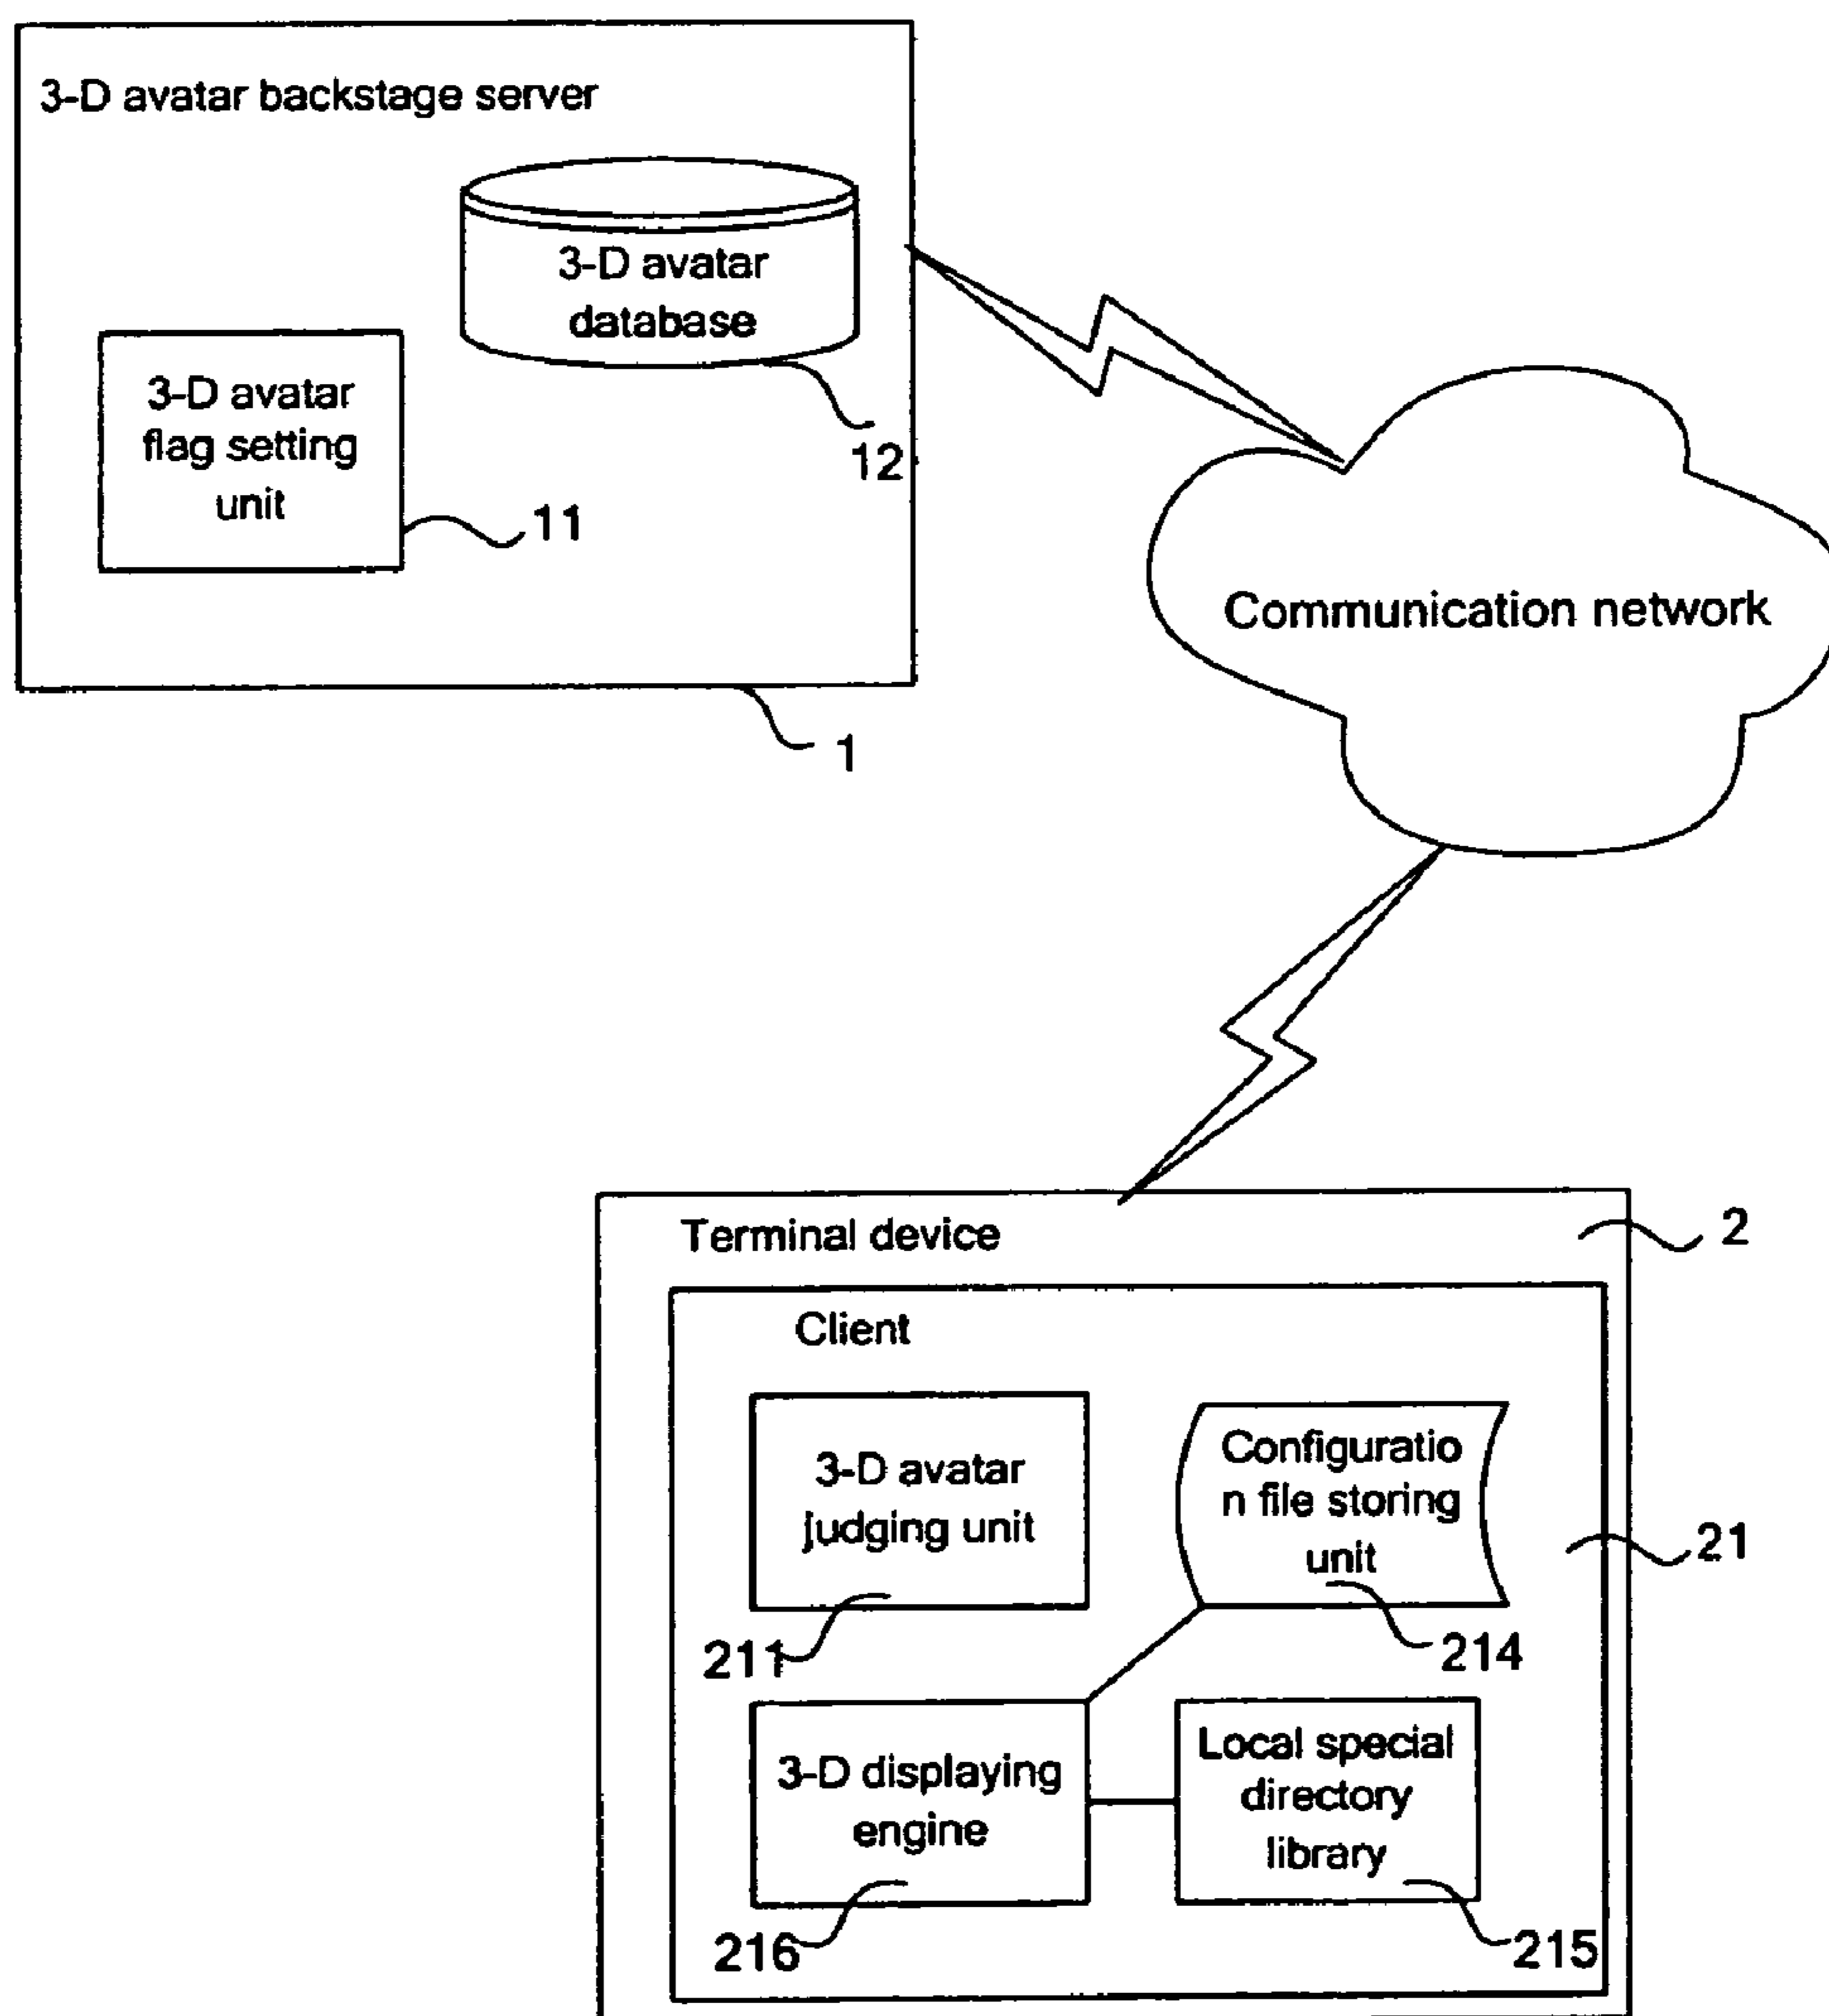 3-D avatar backstage server
3-D avatar
database
3-D avatar
flag setting
unit
12
11
Communication network
1
Terminal device
2
Client
3-D avatar
judging unit
Configuratio
n file storing
unit
21
211
214
3-D displaying
engine
Local special
directory
library
216
215